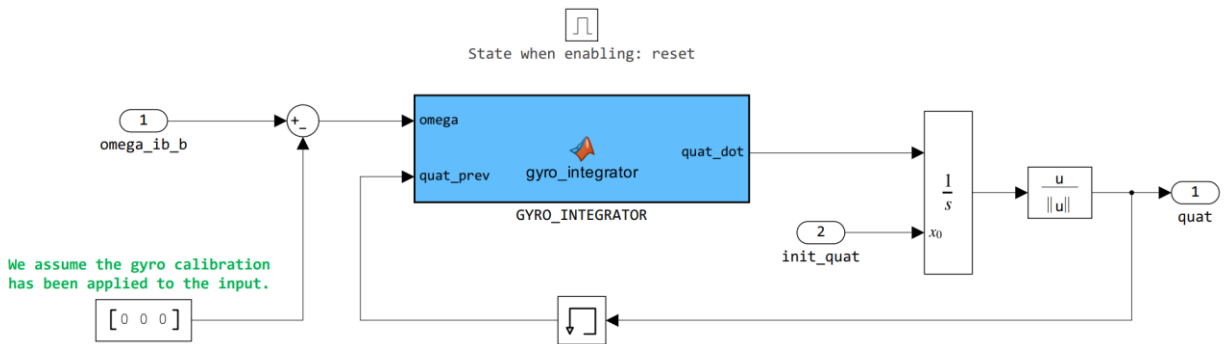 State when enabling: reset
1
omega_ib_b
+
-
omega
quat_prev
gyro_integrator
quat_dot
GYRO_INTEGRATOR
1
s
x0
2
init_quat
u
||u||
1
quat
We assume the gyro calibration
has been applied to the input.
[0 0 0]